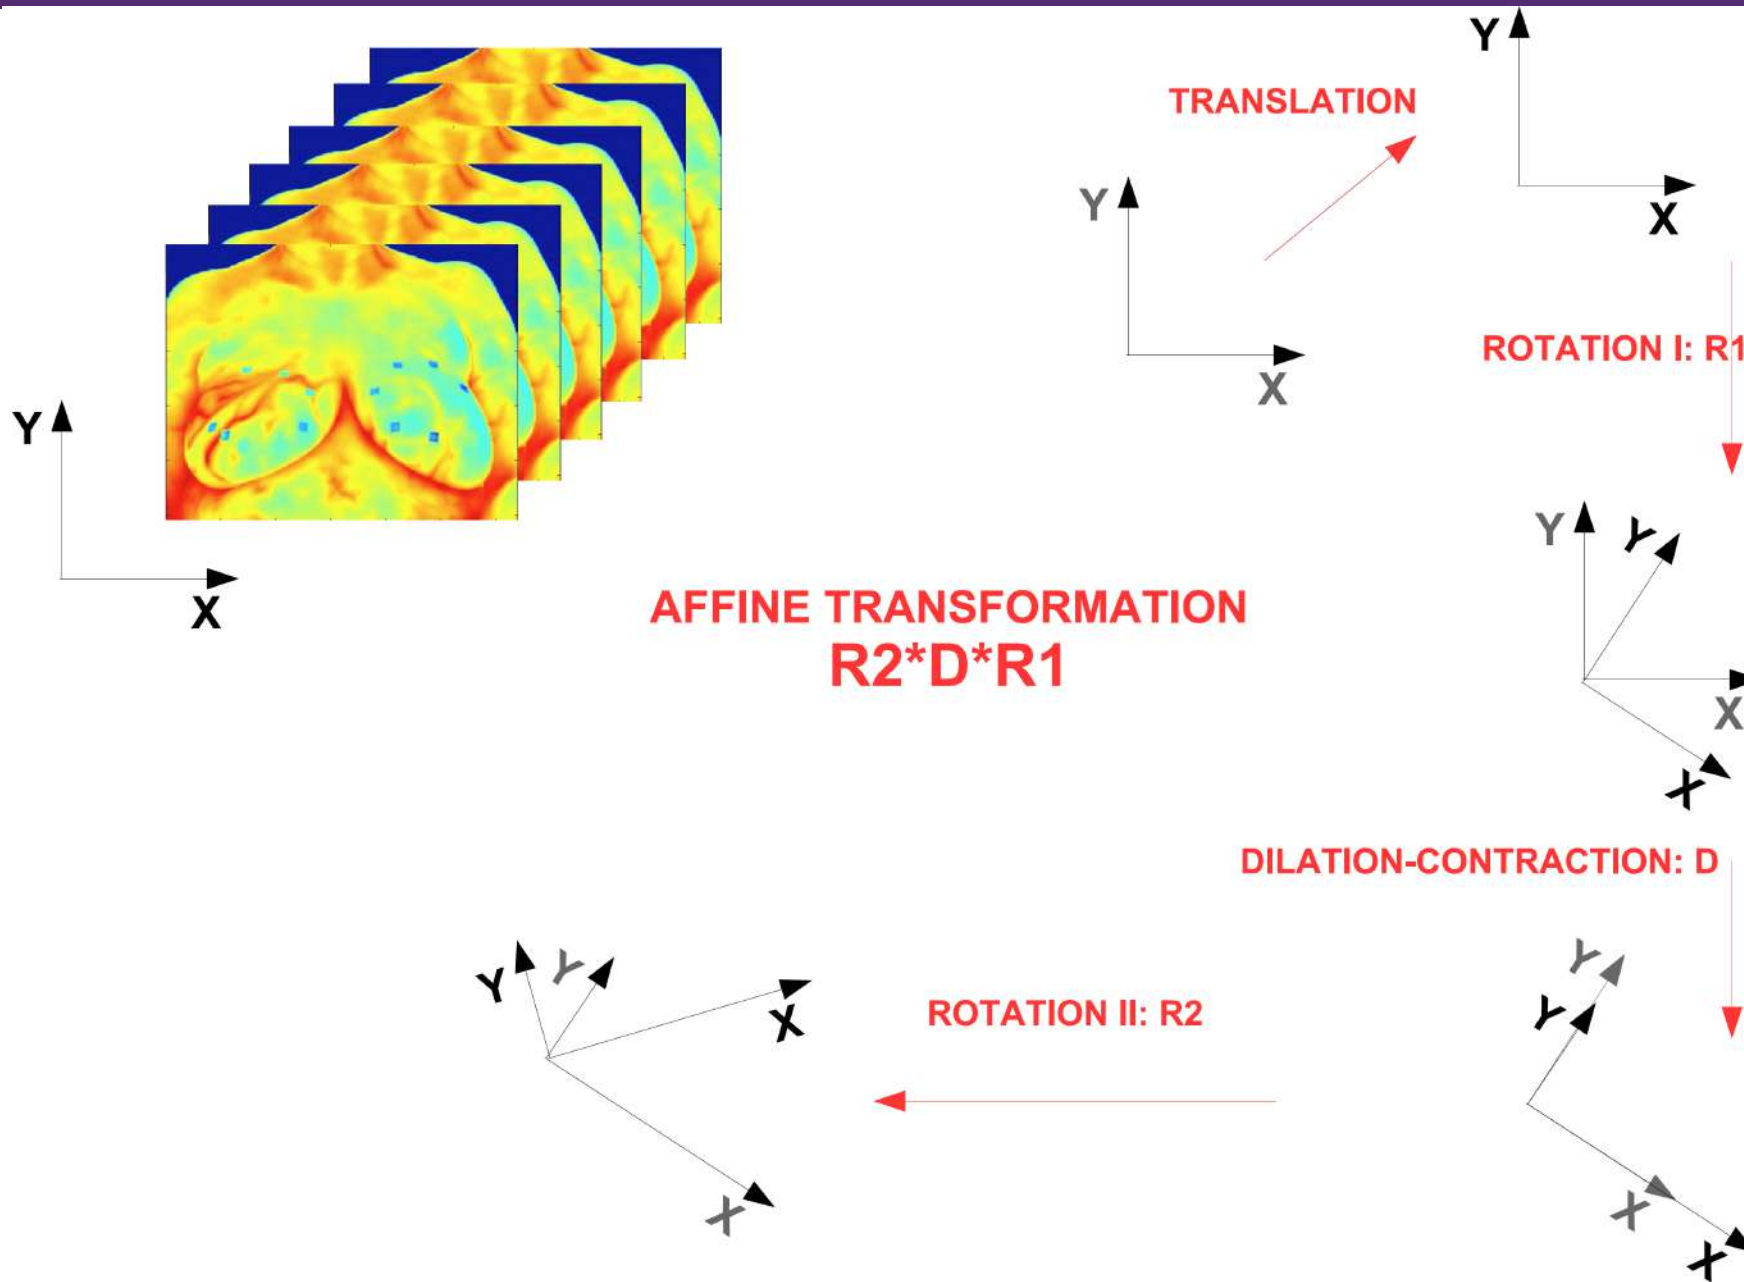 Y
X
TRANSLATION
Y
X
Y
X
ROTATION I: R1
Y
Y
X
X
AFFINE TRANSFORMATION
R2*D*R1
DILATION-CONTRACTION: D
Y
Y
X
X
ROTATION II: R2
Y
Y
X
X